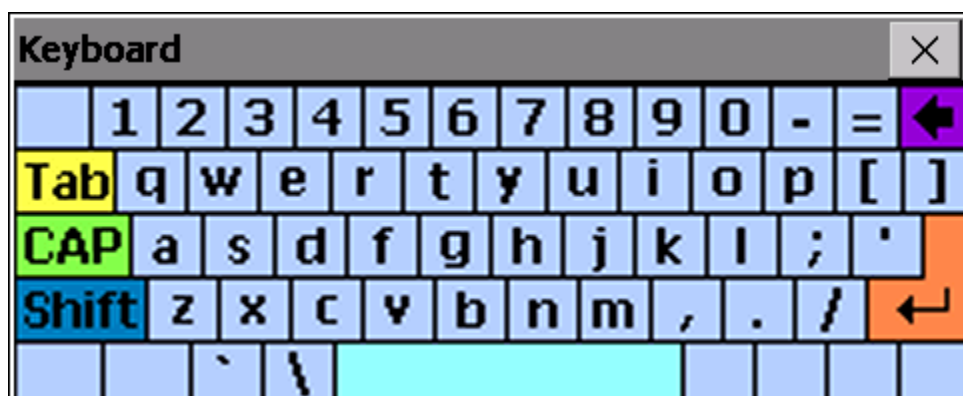 Keyboard
1 2 3 4 5 6 7 8 9 0 - =
Tab q w e r t y u i o p [ ]
CAP a s d f g h j k l ; '
Shift z x c v b n m , . /
` \